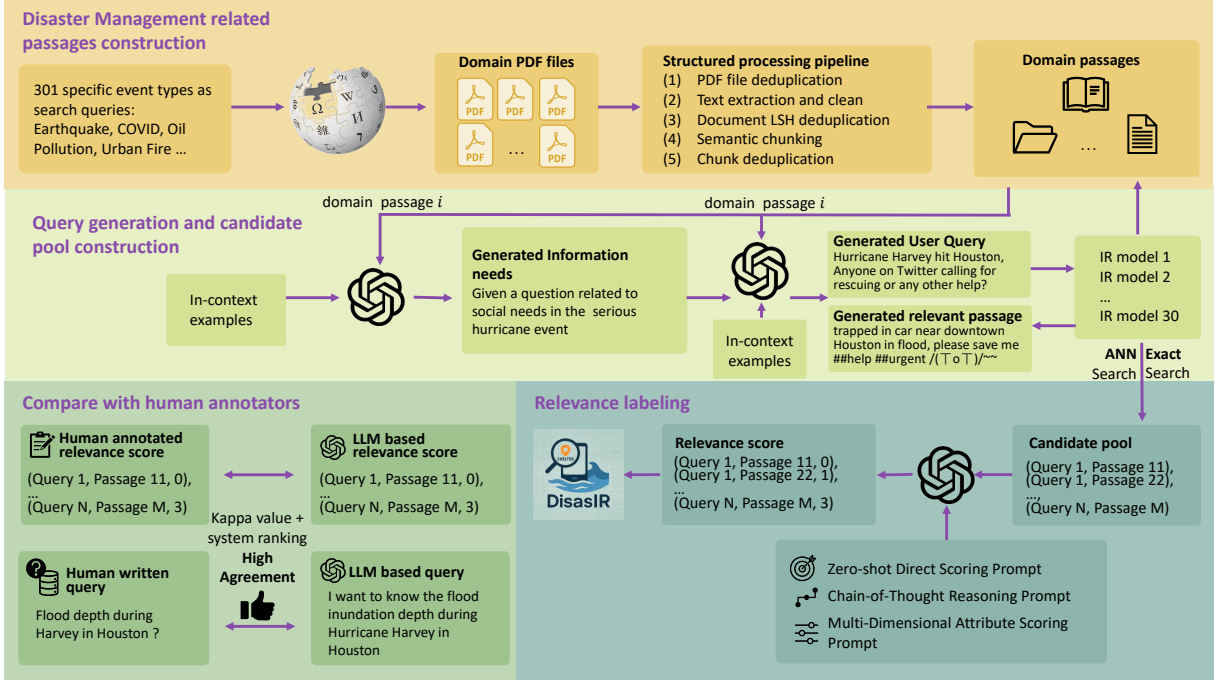 Disaster Management related
passages construction
301 specific event types as
search queries:
Earthquake, COVID, Oil
Pollution, Urban Fire ...
Domain PDF files
PDF
PDF
PDF
PDF
...
PDF
Structured processing pipeline
(1) PDF file deduplication
(2) Text extraction and clean
(3) Document LSH deduplication
(4) Semantic chunking
(5) Chunk deduplication
Domain passages
...
domain passage i
domain passage i
Query generation and candidate
pool construction
In-context
examples
Generated Information
needs
Given a question related to
social needs in the serious
hurricane event
In-context
examples
Generated User Query
Hurricane Harvey hit Houston,
Anyone on Twitter calling for
rescuing or any other help?
Generated relevant passage
trapped in car near downtown
Houston in flood, please save me
##help ##urgent /(⊤o⊤)/~~
IR model 1
IR model 2
...
IR model 30
ANN Exact
Search Search
Compare with human annotators
Human annotated
relevance score
(Query 1, Passage 11, 0),
...
(Query N, Passage M, 3)
LLM based
relevance score
(Query 1, Passage 11, 0),
...
(Query N, Passage M, 3)
Kappa value +
system ranking
High
Agreement
Human written
query
Flood depth during
Harvey in Houston ?
LLM based query
I want to know the flood
inundation depth during
Hurricane Harvey in
Houston
Relevance labeling
SHELTER
DisasIR
Relevance score
(Query 1, Passage 11, 0),
(Query 1, Passage 22, 1),
...
(Query N, Passage M, 3)
Candidate pool
(Query 1, Passage 11),
(Query 1, Passage 22),
...,
(Query N, Passage M)
Zero-shot Direct Scoring Prompt
Chain-of-Thought Reasoning Prompt
Multi-Dimensional Attribute Scoring
Prompt